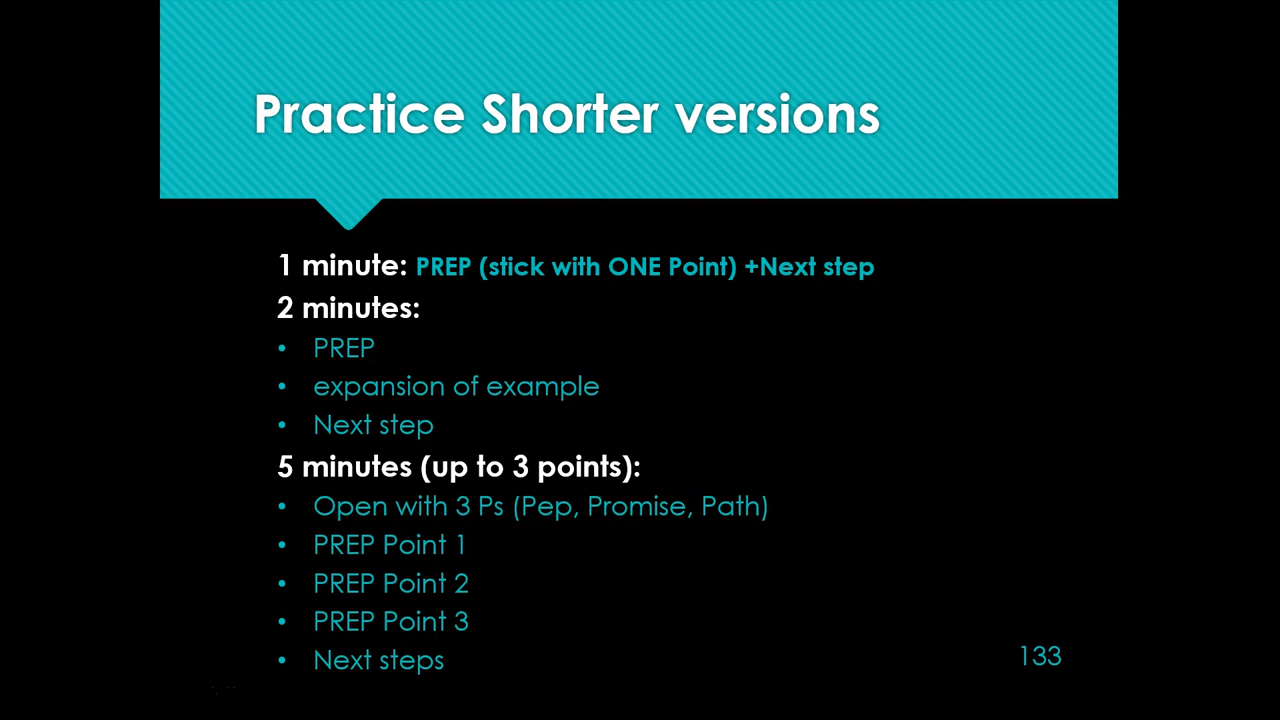 Practice Shorter versions
1 minute: PREP (stick with ONE Point) +Next step
2 minutes:
• PREP
• expansion of example
• Next step
5 minutes (up to 3 points):
• Open with 3 Ps (Pep, Promise, Path)
• PREP Point 1
• PREP Point 2
• PREP Point 3
• Next steps
133